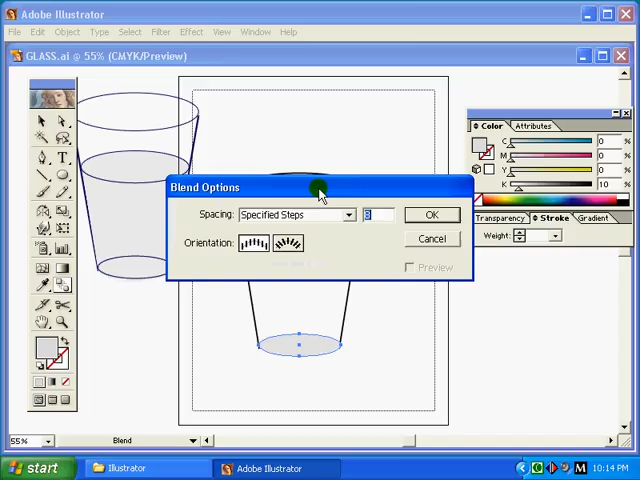 Adobe Illustrator
File Edit Object Type Select Filter Effect View Window Help
GLASS.ai @ 55% (CMYK/Preview)
Color Attributes
C 0 %
M 0 %
Y 0 %
K 10 %
Transparency Stroke Gradient
Weight:
Blend Options
Spacing: Specified Steps 8 OK
Orientation: Cancel
Preview
T
55% Blend
start Illustrator Adobe Illustrator 10:14 PM